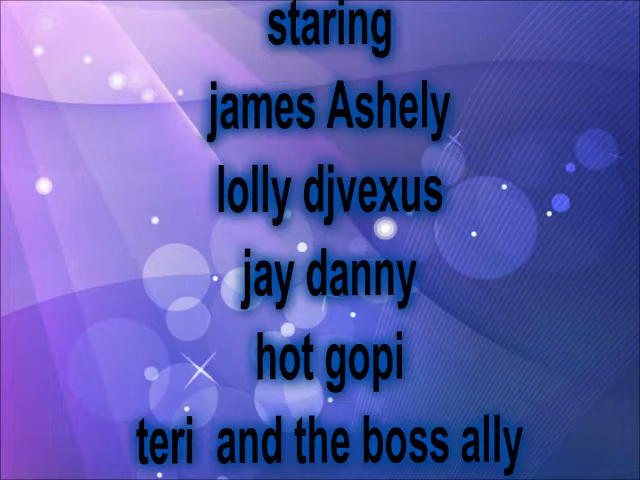 staring
james Ashely
lolly djvexus
jay danny
hot gopi
teri and the boss ally